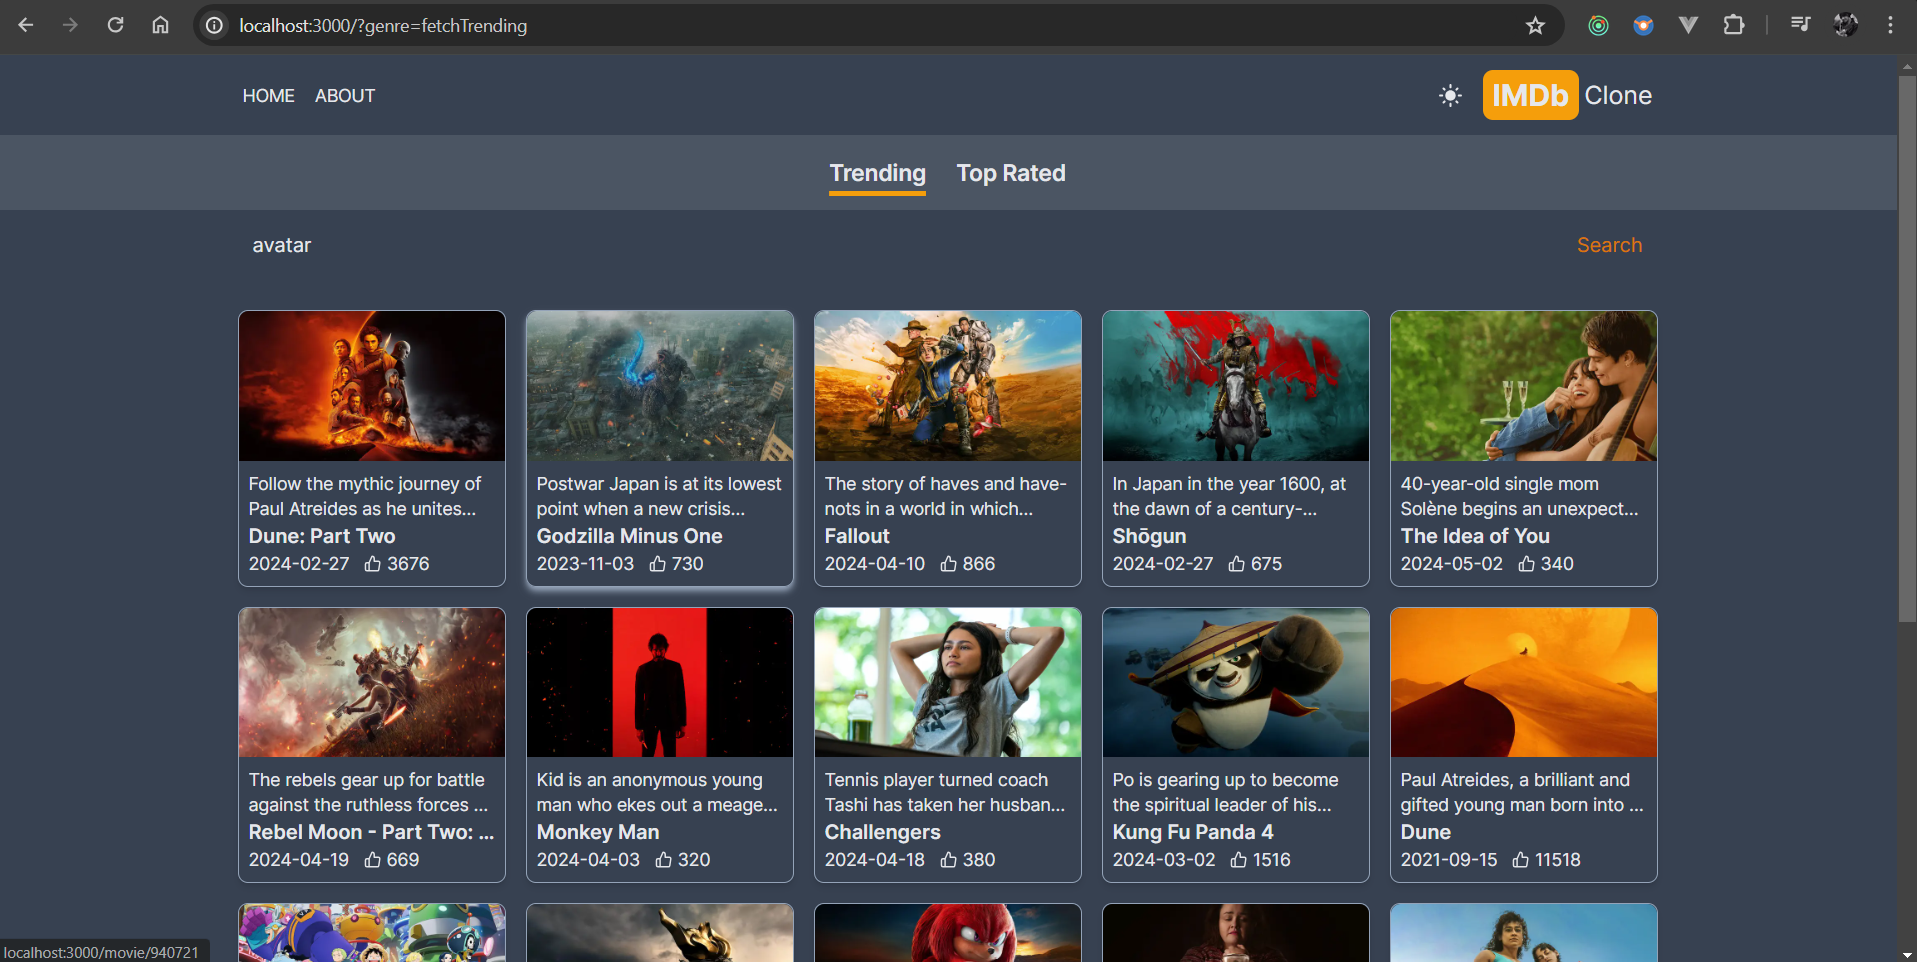 localhost:3000/?genre=fetchTrending
HOME ABOUT
IMDb Clone
Trending Top Rated
avatar Search
Follow the mythic journey of
Paul Atreides as he unites...
Dune: Part Two
2024-02-27 3676
Postwar Japan is at its lowest
point when a new crisis...
Godzilla Minus One
2023-11-03 730
The story of haves and have-
nots in a world in which...
Fallout
2024-04-10 866
In Japan in the year 1600, at
the dawn of a century-...
Shōgun
2024-02-27 675
40-year-old single mom
Solène begins an unexpect...
The Idea of You
2024-05-02 340
The rebels gear up for battle
against the ruthless forces ...
Rebel Moon - Part Two: ...
2024-04-19 669
Kid is an anonymous young
man who ekes out a meage...
Monkey Man
2024-04-03 320
Tennis player turned coach
Tashi has taken her husban...
Challengers
2024-04-18 380
Po is gearing up to become
the spiritual leader of his...
Kung Fu Panda 4
2024-03-02 1516
Paul Atreides, a brilliant and
gifted young man born into ...
Dune
2021-09-15 11518
localhost:3000/movie/940721